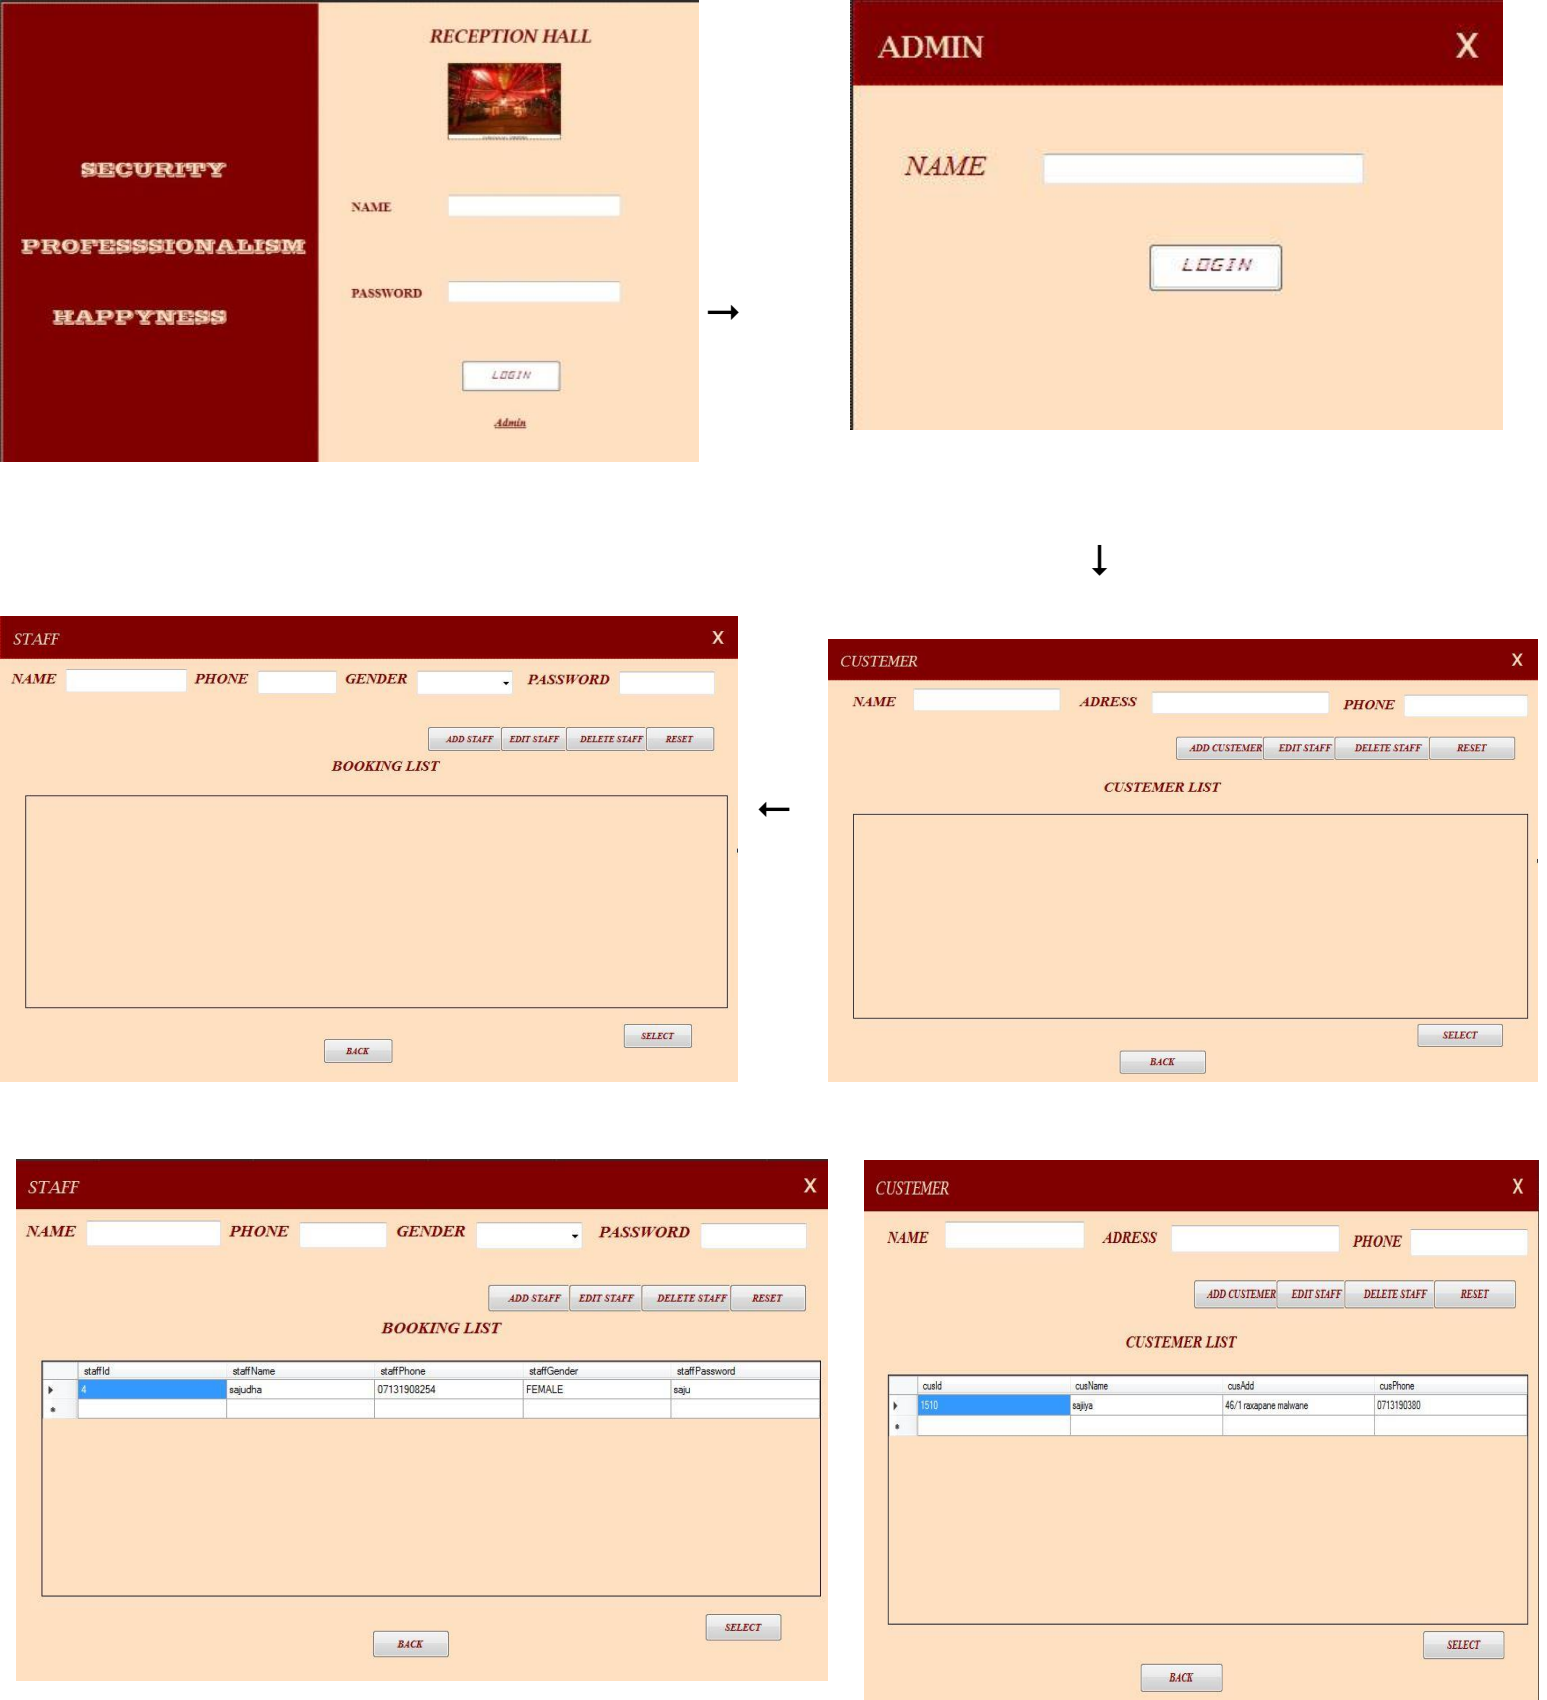 RECEPTION HALL
SECURITY
PROFESSSIONALISM
HAPPYNESS
NAME
PASSWORD
LOGIN
Admin
→
ADMIN X
NAME
LOGIN
↓
STAFF X
NAME PHONE GENDER PASSWORD
ADD STAFF EDIT STAFF DELETE STAFF RESET
BOOKING LIST
SELECT
BACK
←
CUSTEMER X
NAME ADRESS PHONE
ADD CUSTEMER EDIT STAFF DELETE STAFF RESET
CUSTEMER LIST
SELECT
BACK
STAFF X
NAME PHONE GENDER PASSWORD
ADD STAFF EDIT STAFF DELETE STAFF RESET
BOOKING LIST
staffId staffName staffPhone staffGender staffPassword
4 sajudha 07131908254 FEMALE saju
SELECT
BACK
CUSTEMER X
NAME ADRESS PHONE
ADD CUSTEMER EDIT STAFF DELETE STAFF RESET
CUSTEMER LIST
cusId cusName cusAdd cusPhone
1510 sajiya 46/1 raxapane malwane 0713190380
SELECT
BACK